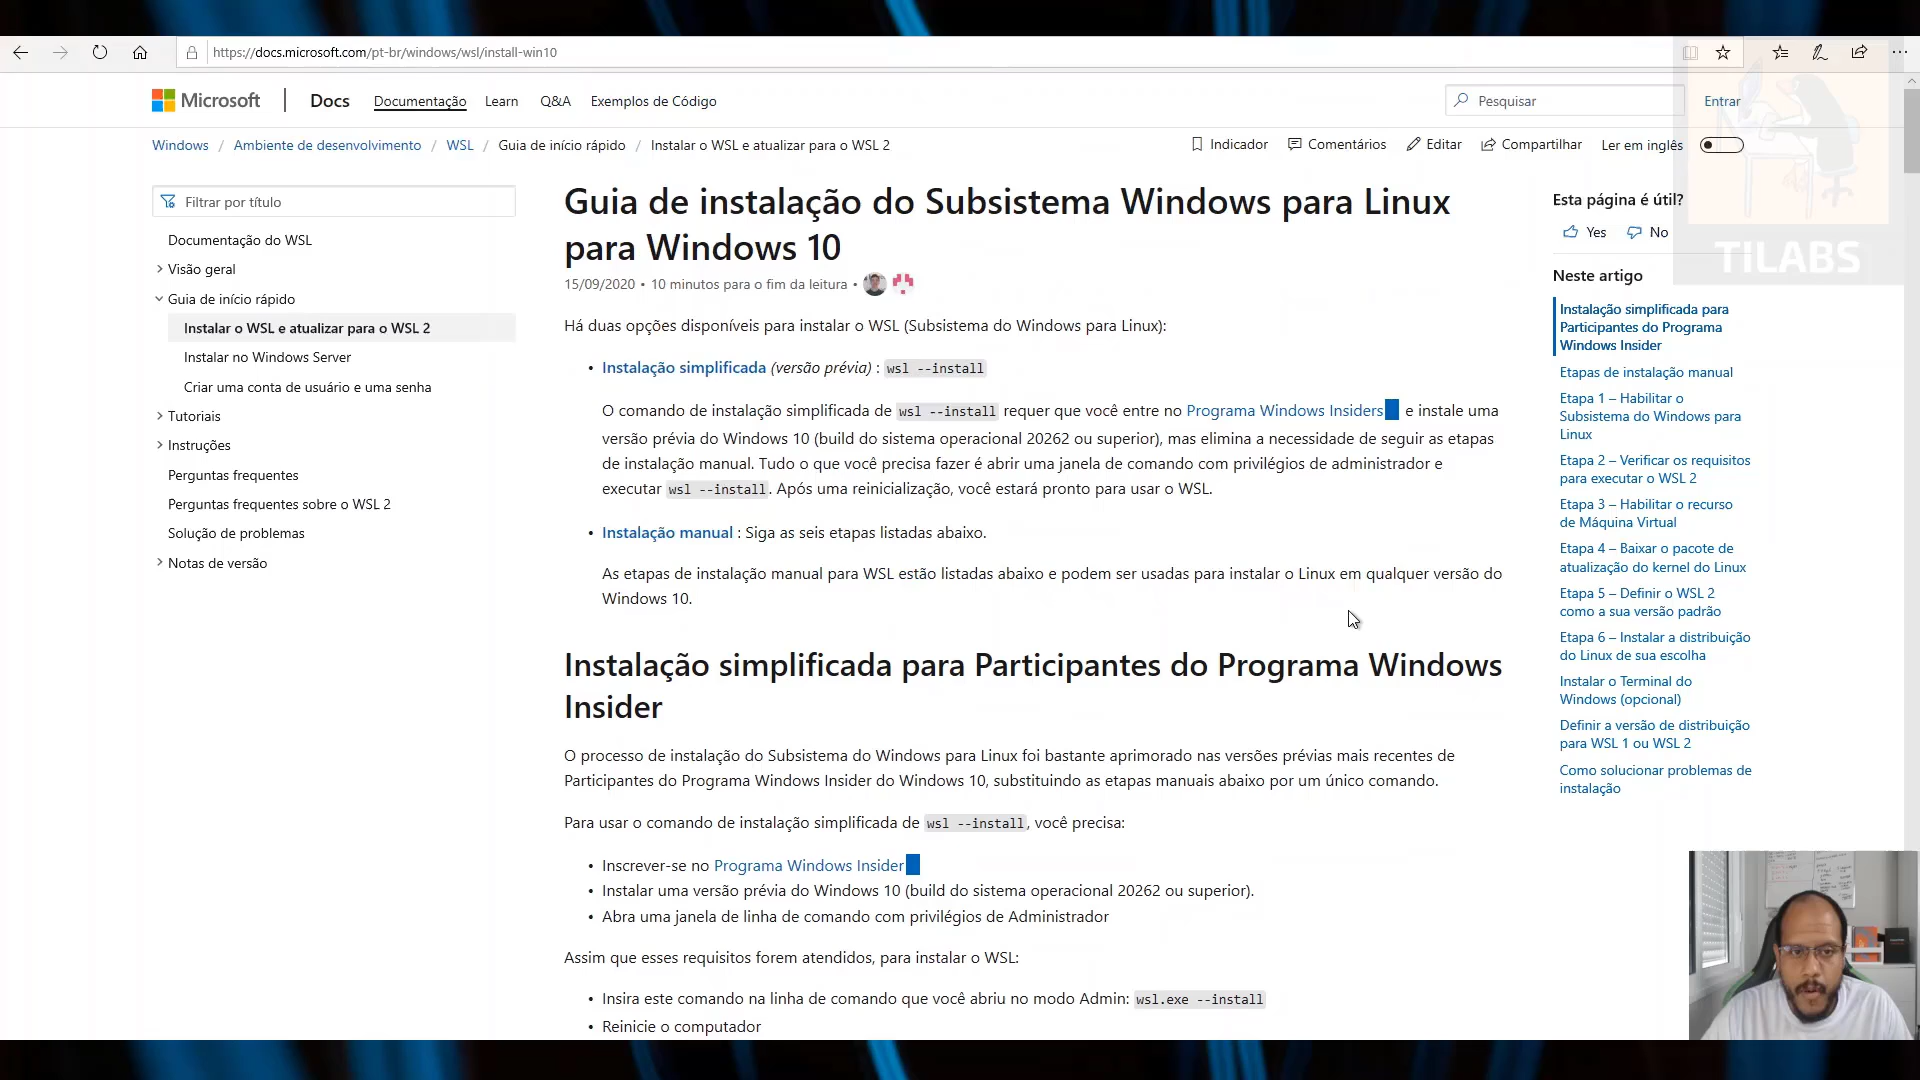 https://docs.microsoft.com/pt-br/windows/wsl/install-win10
Microsoft
Docs
Documentação
Learn
Q&A
Exemplos de Código
Pesquisar
Entrar
Windows / Ambiente de desenvolvimento / WSL / Guia de início rápido / Instalar o WSL e atualizar para o WSL 2
Indicador
Comentários
Editar
Compartilhar
Ler em inglês
Filtrar por título
Documentação do WSL
Visão geral
Guia de início rápido
Instalar o WSL e atualizar para o WSL 2
Instalar no Windows Server
Criar uma conta de usuário e uma senha
Tutoriais
Instruções
Perguntas frequentes
Perguntas frequentes sobre o WSL 2
Solução de problemas
Notas de versão
Guia de instalação do Subsistema Windows para Linux
para Windows 10
15/09/2020 • 10 minutos para o fim da leitura •
Há duas opções disponíveis para instalar o WSL (Subsistema do Windows para Linux):
• Instalação simplificada (versão prévia) : wsl --install
O comando de instalação simplificada de wsl --install requer que você entre no Programa Windows Insiders e instale uma
versão prévia do Windows 10 (build do sistema operacional 20262 ou superior), mas elimina a necessidade de seguir as etapas
de instalação manual. Tudo o que você precisa fazer é abrir uma janela de comando com privilégios de administrador e
executar wsl --install. Após uma reinicialização, você estará pronto para usar o WSL.
• Instalação manual : Siga as seis etapas listadas abaixo.
As etapas de instalação manual para WSL estão listadas abaixo e podem ser usadas para instalar o Linux em qualquer versão do
Windows 10.
Instalação simplificada para Participantes do Programa Windows
Insider
O processo de instalação do Subsistema do Windows para Linux foi bastante aprimorado nas versões prévias mais recentes de
Participantes do Programa Windows Insider do Windows 10, substituindo as etapas manuais abaixo por um único comando.
Para usar o comando de instalação simplificada de wsl --install, você precisa:
• Inscrever-se no Programa Windows Insider
• Instalar uma versão prévia do Windows 10 (build do sistema operacional 20262 ou superior).
• Abra uma janela de linha de comando com privilégios de Administrador
Assim que esses requisitos forem atendidos, para instalar o WSL:
• Insira este comando na linha de comando que você abriu no modo Admin: wsl.exe --install
• Reinicie o computador
Esta página é útil?
Yes
No
TILABS
Neste artigo
Instalação simplificada para
Participantes do Programa
Windows Insider
Etapas de instalação manual
Etapa 1 – Habilitar o
Subsistema do Windows para
Linux
Etapa 2 – Verificar os requisitos
para executar o WSL 2
Etapa 3 – Habilitar o recurso
de Máquina Virtual
Etapa 4 – Baixar o pacote de
atualização do kernel do Linux
Etapa 5 – Definir o WSL 2
como a sua versão padrão
Etapa 6 – Instalar a distribuição
do Linux de sua escolha
Instalar o Terminal do
Windows (opcional)
Definir a versão de distribuição
para WSL 1 ou WSL 2
Como solucionar problemas de
instalação